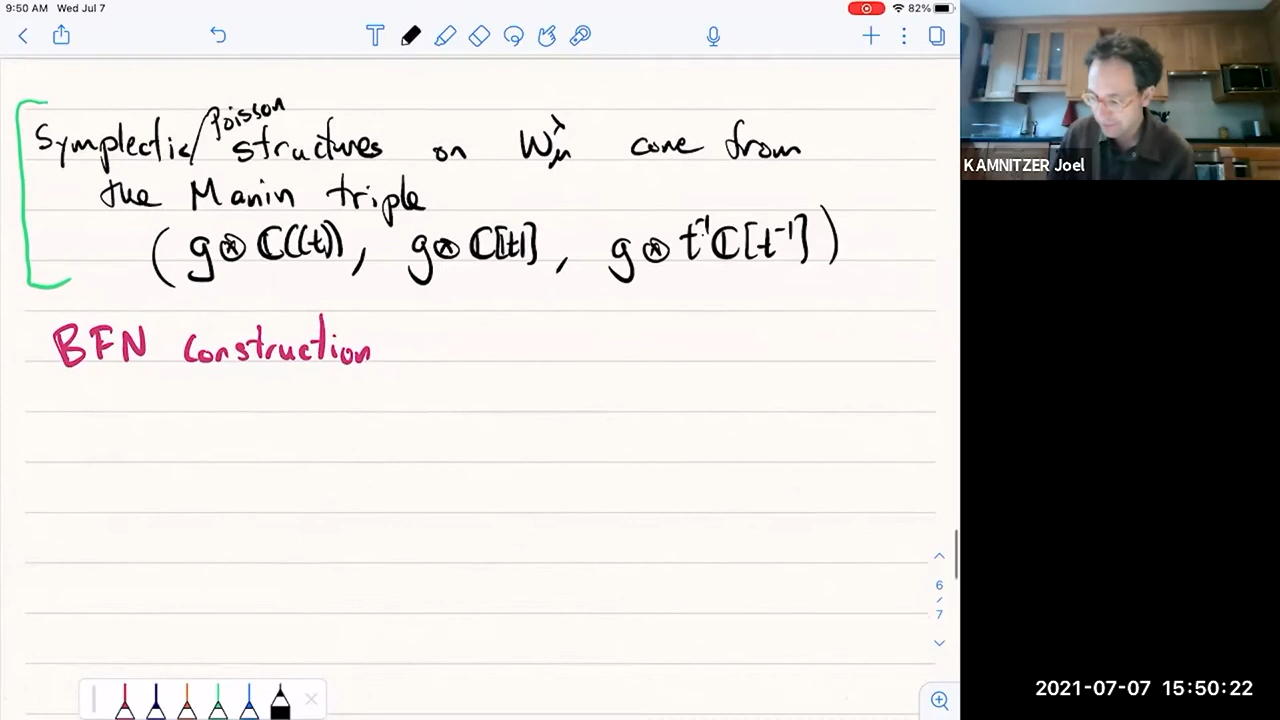 9:50 AM Wed Jul 7
82%
Symplectic/Poisson structures on W^λ_μ come from
the Manin triple
(g⊗ℂ((t)), g⊗ℂ[t], g⊗t⁻¹ℂ[t⁻¹])
BFN construction
6
/
7
KAMNITZER Joel
2021-07-07 15:50:22